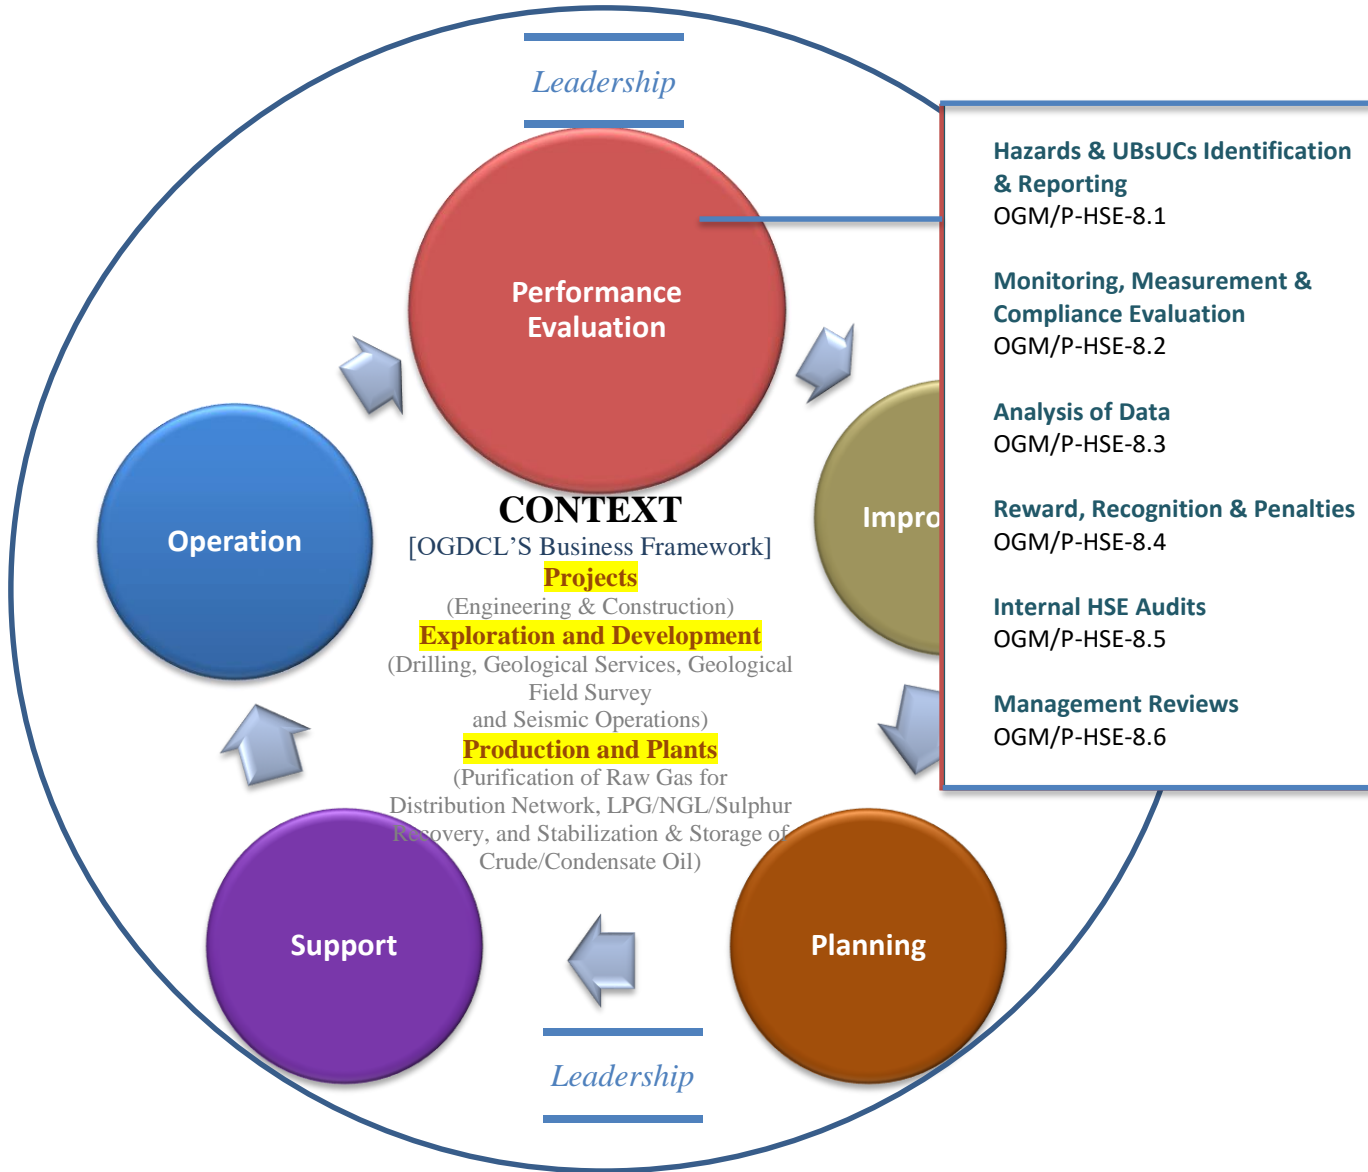 Leadership
Performance
Evaluation
Hazards & UBsUCs Identification
& Reporting
OGM/P-HSE-8.1
Monitoring, Measurement &
Compliance Evaluation
OGM/P-HSE-8.2
Analysis of Data
OGM/P-HSE-8.3
Reward, Recognition & Penalties
OGM/P-HSE-8.4
Internal HSE Audits
OGM/P-HSE-8.5
Management Reviews
OGM/P-HSE-8.6
Operation
Impro
CONTEXT
[OGDCL'S Business Framework]
Projects
(Engineering & Construction)
Exploration and Development
(Drilling, Geological Services, Geological
Field Survey
and Seismic Operations)
Production and Plants
(Purification of Raw Gas for
Distribution Network, LPG/NGL/Sulphur
Recovery, and Stabilization & Storage of
Crude/Condensate Oil)
Support
Planning
Leadership